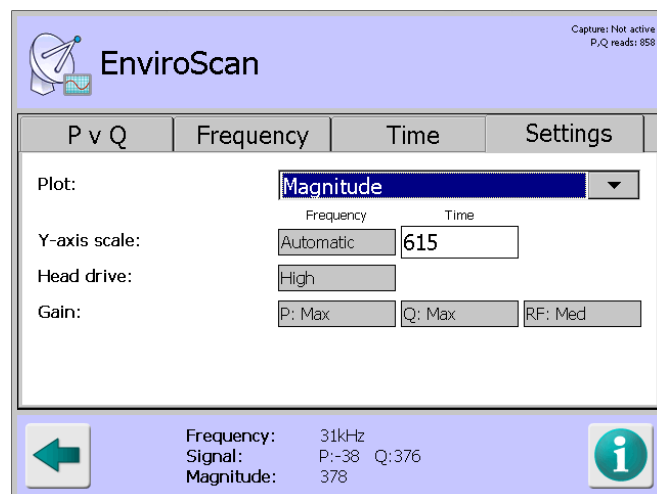 Capture: Not active
P,Q reads: 858
EnviroScan
P v Q Frequency Time Settings
Plot: Magnitude
Frequency Time
Y-axis scale: Automatic 615
Head drive: High
Gain: P: Max Q: Max RF: Med
Frequency: 31kHz
Signal: P:-38 Q:376
Magnitude: 378